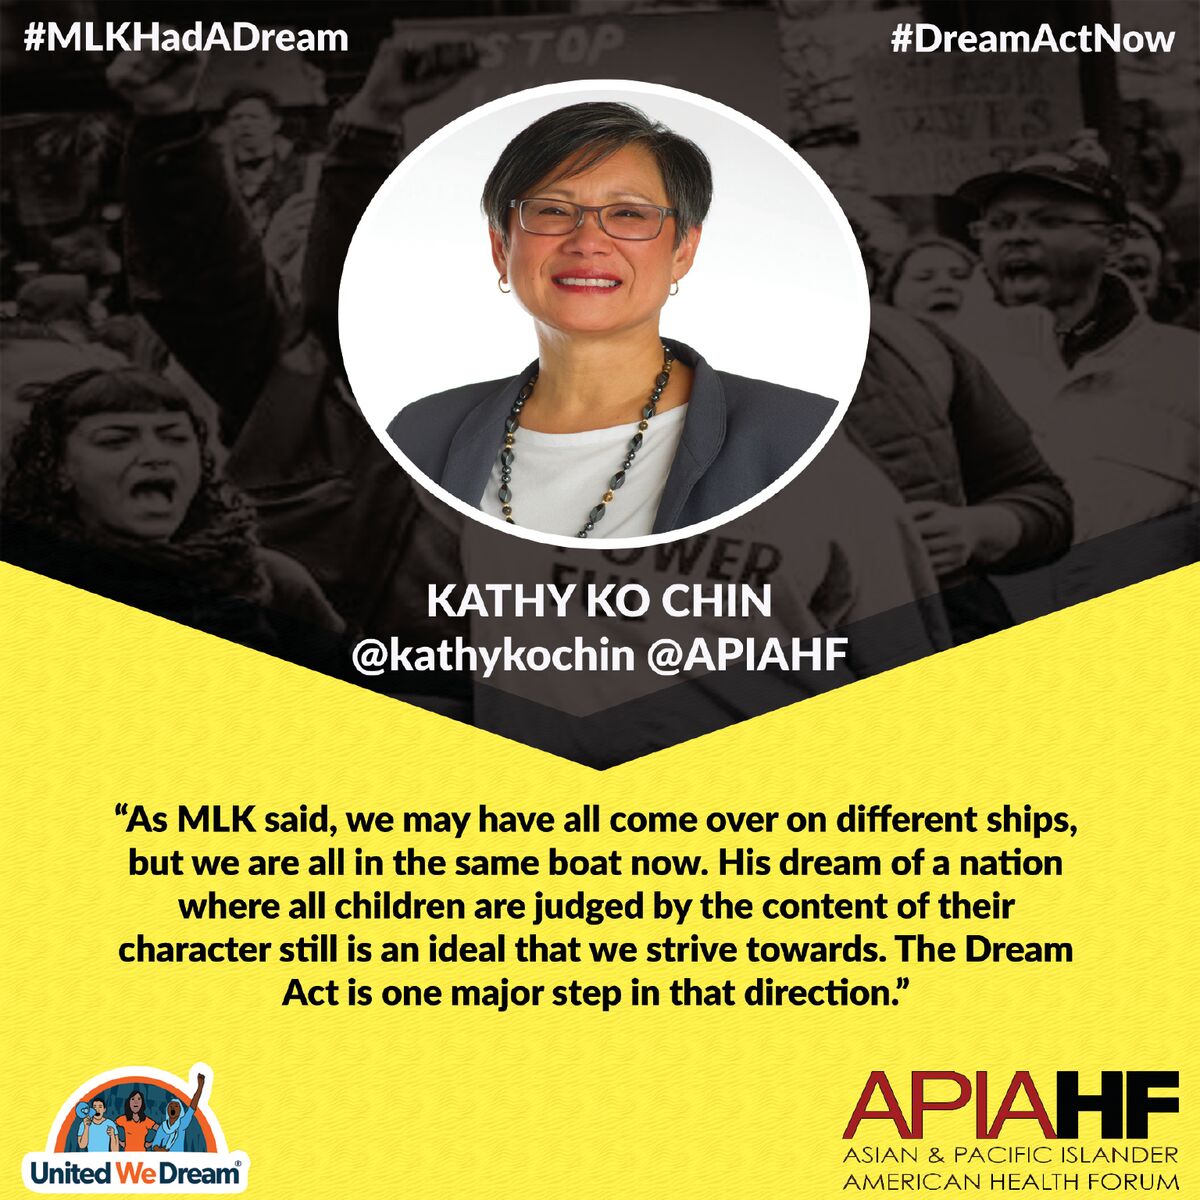 #MLKHadADream
#DreamActNow
STOP
POWER
KATHY KO CHIN
@kathykochin @APIAHF
“As MLK said, we may have all come over on different ships,
but we are all in the same boat now. His dream of a nation
where all children are judged by the content of their
character still is an ideal that we strive towards. The Dream
Act is one major step in that direction.”
United We Dream®
APIAHF
ASIAN & PACIFIC ISLANDER
AMERICAN HEALTH FORUM